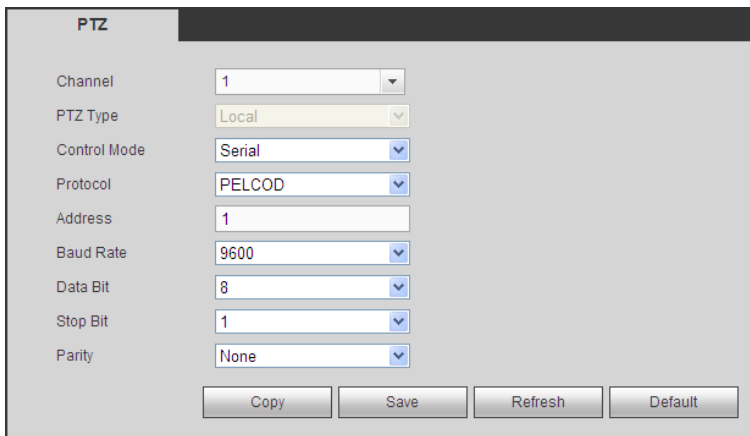 PTZ
Channel 1
PTZ Type Local
Control Mode Serial
Protocol PELCOD
Address 1
Baud Rate 9600
Data Bit 8
Stop Bit 1
Parity None
Copy Save Refresh Default